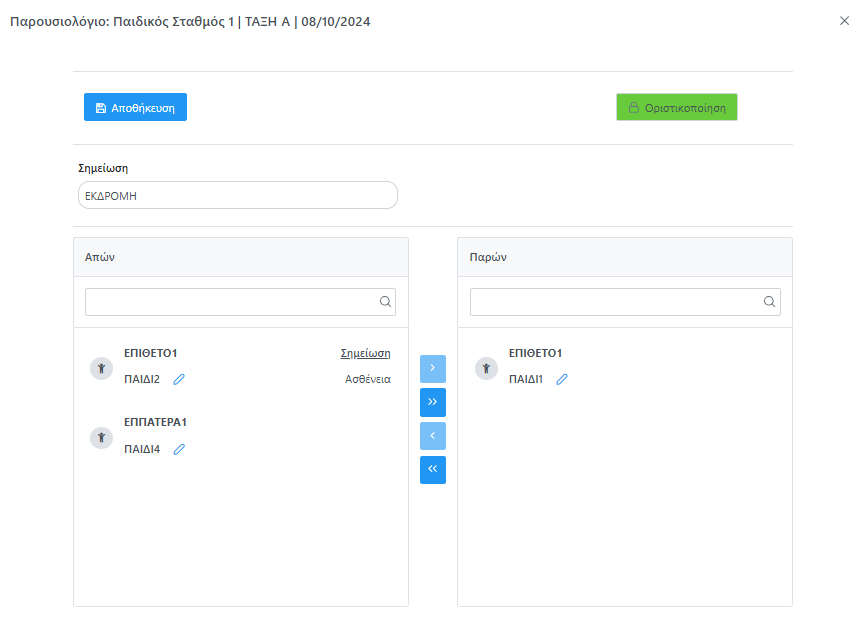 Παρουσιολόγιο: Παιδικός Σταθμός 1 | ΤΑΞΗ Α | 08/10/2024
Αποθήκευση
Οριστικοποίηση
Σημείωση
ΕΚΔΡΟΜΗ
Απών
Παρών
ΕΠΙΘΕΤΟ1
Σημείωση
ΠΑΙΔΙ2
Ασθένεια
ΕΠΠΑΤΕΡΑ1
ΠΑΙΔΙ4
ΕΠΙΘΕΤΟ1
ΠΑΙΔΙ1